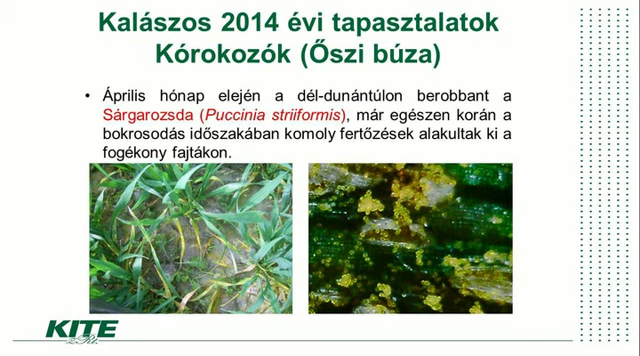 Kalászos 2014 évi tapasztalatok
Kórokozók (Őszi búza)
• Április hónap elején a dél-dunántúlon berobbant a
Sárgarozsda (Puccinia striiformis), már egészen korán a
bokrosodás időszakában komoly fertőzések alakultak ki a
fogékony fajtákon.
KITE
zRt.